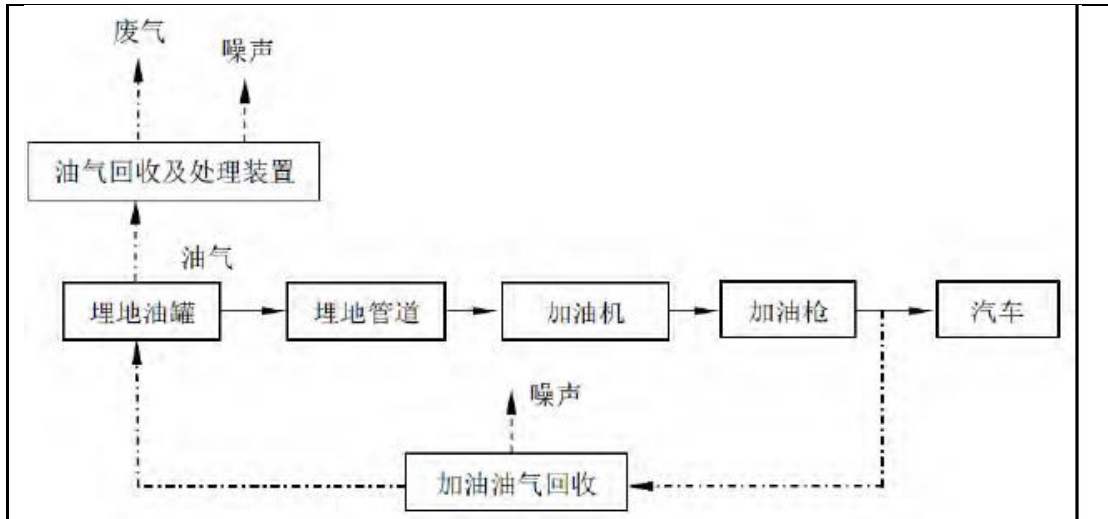 废气
噪声
油气回收及处理装置
油气
埋地油罐
埋地管道
加油机
加油枪
汽车
噪声
加油油气回收